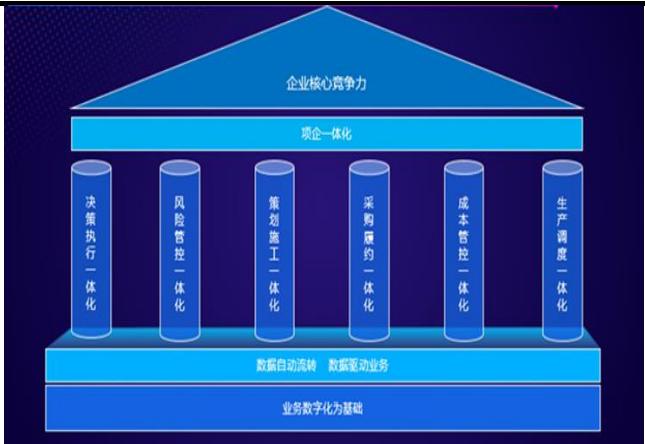 企业核心竞争力
项企一体化
决策执行一体化
风险管控一体化
策划施工一体化
采购履约一体化
成本管控一体化
生产调度一体化
数据自动流转 数据驱动业务
业务数字化为基础